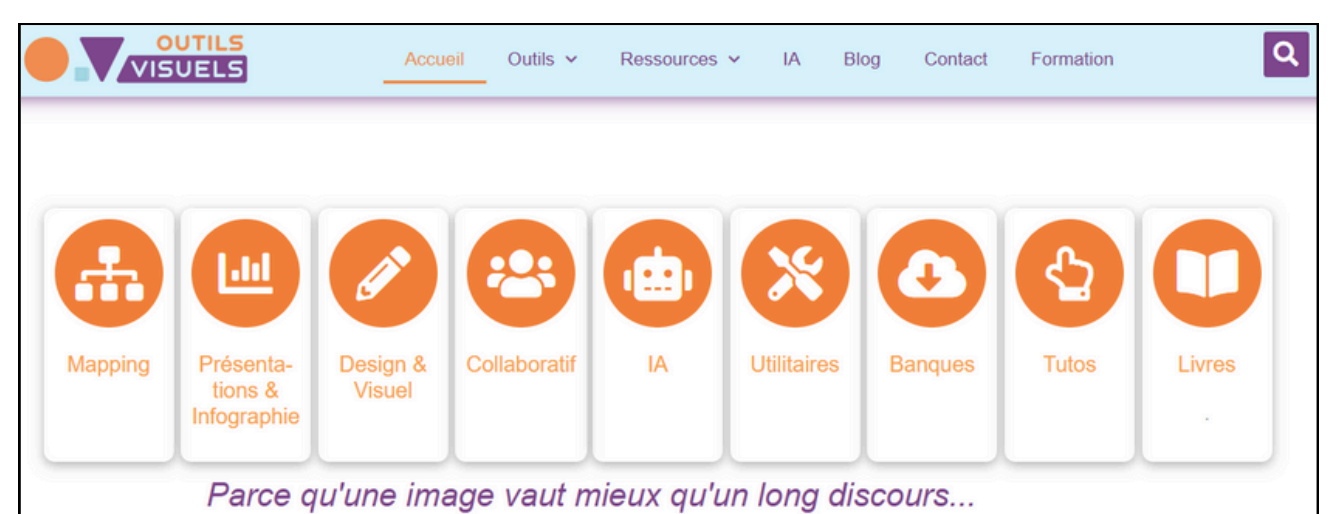 OUTILS
VISUELS
Accueil
Outils
Ressources
IA
Blog
Contact
Formation
Mapping
Présenta-
tions &
Infographie
Design &
Visuel
Collaboratif
IA
Utilitaires
Banques
Tutos
Livres
.
Parce qu'une image vaut mieux qu'un long discours...